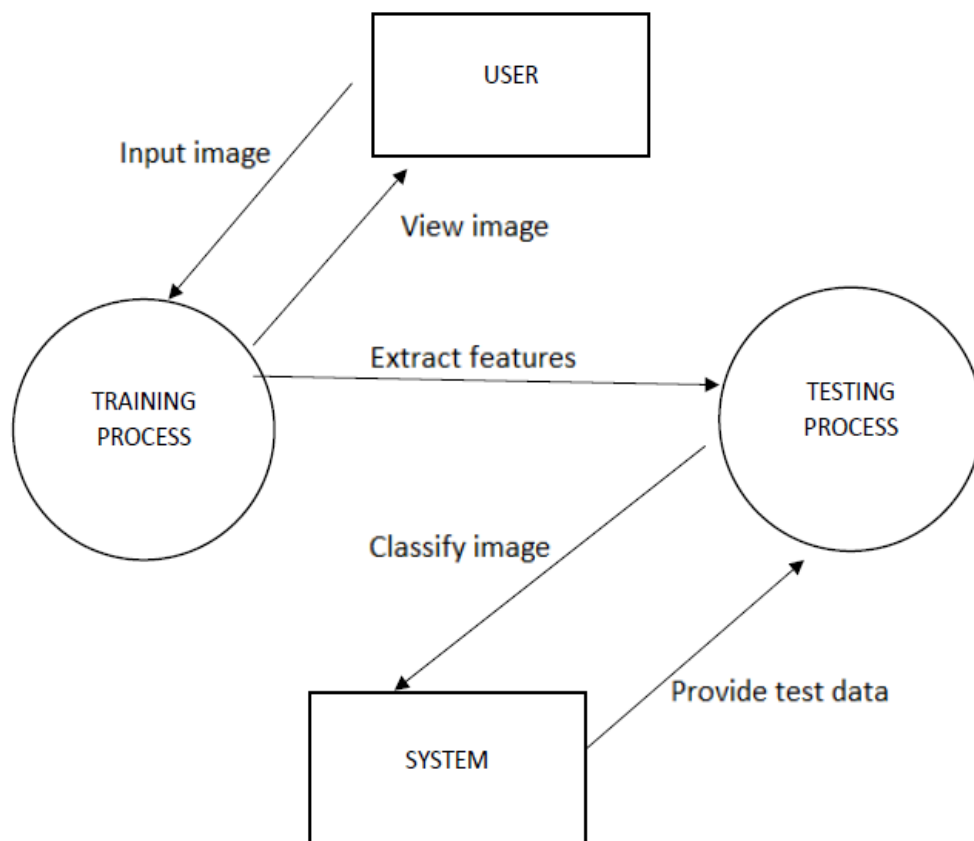 USER
Input image
View image
Extract features
TRAINING
PROCESS
TESTING
PROCESS
Classify image
Provide test data
SYSTEM